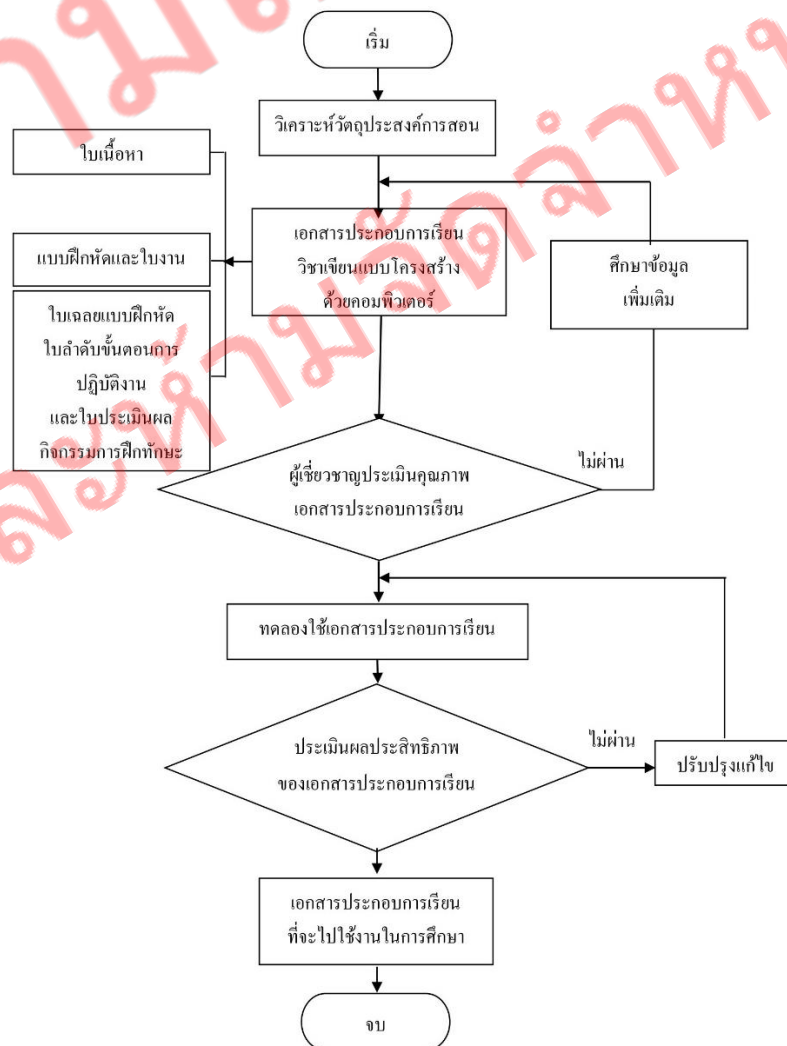 เริ่ม
วิเคราะห์วัตถุประสงค์การสอน
ใบเนื้อหา
แบบฝึกหัดและใบงาน
ใบเฉลยแบบฝึกหัด
ใบลำดับขั้นตอนการ
ปฏิบัติงาน
และใบประเมินผล
กิจกรรมการฝึกทักษะ
เอกสารประกอบการเรียน
วิชาเขียนแบบโครงสร้าง
ด้วยคอมพิวเตอร์
ศึกษาข้อมูล
เพิ่มเติม
ผู้เชี่ยวชาญประเมินคุณภาพ
เอกสารประกอบการเรียน
ไม่ผ่าน
ทดลองใช้เอกสารประกอบการเรียน
ประเมินผลประสิทธิภาพ
ของเอกสารประกอบการเรียน
ไม่ผ่าน
ปรับปรุงแก้ไข
เอกสารประกอบการเรียน
ที่จะไปใช้งานในการศึกษา
จบ
ละห้ามจัดจำหน